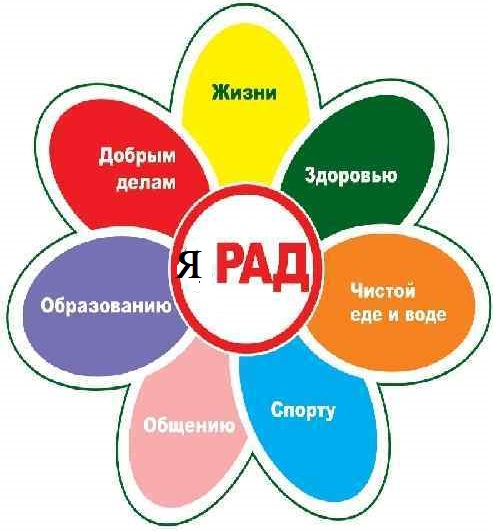 Жизни
Здоровью
Чистой
еде и воде
Спорту
Общению
Образованию
Добрым
делам
Я РАД